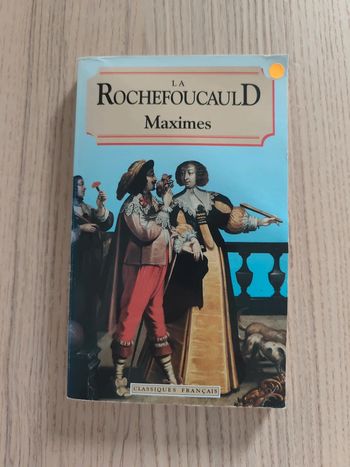 LA
ROCHEFOUCAULD
Maximes
CLASSIQUES FRANÇAIS